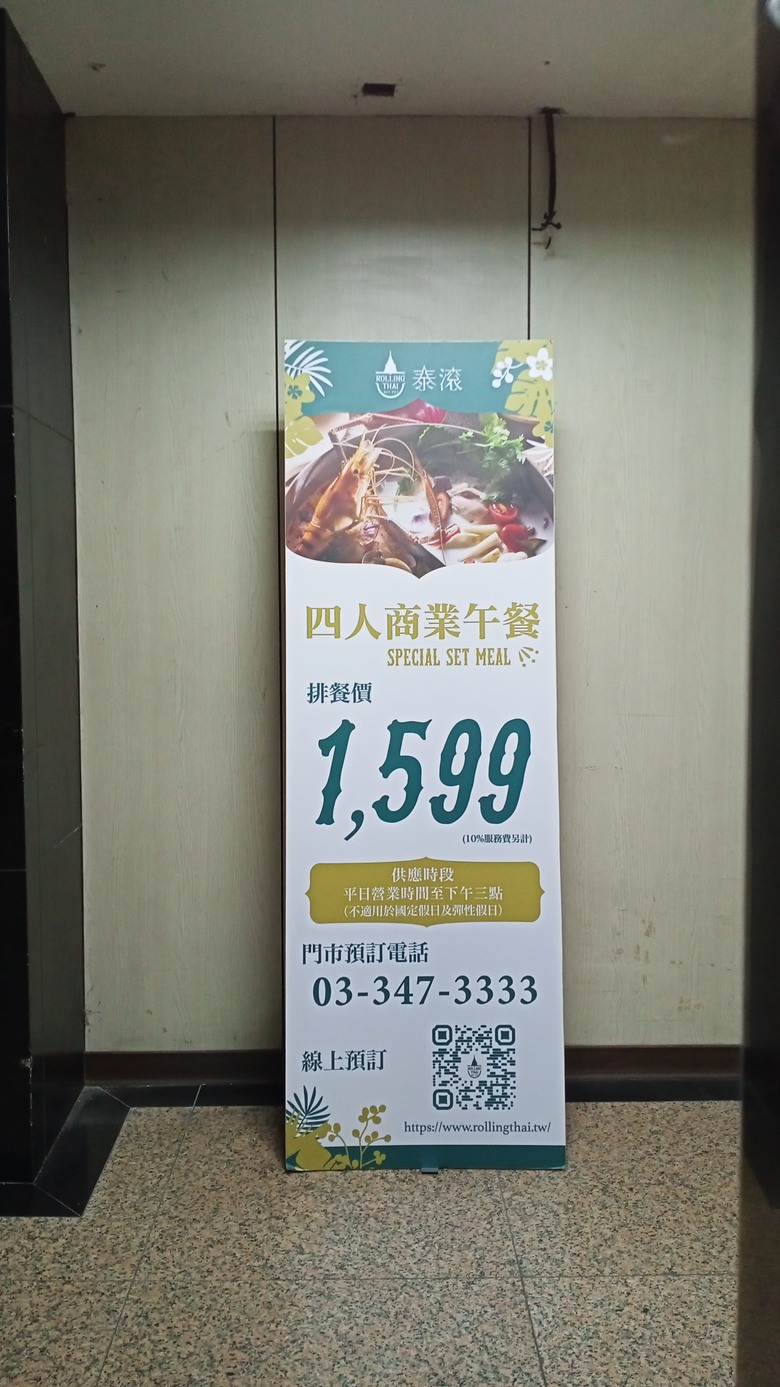 ROLLING
THAI
泰滾
四人商業午餐
SPECIAL SET MEAL
排餐價
1,599
(10%服務費另計)
供應時段
平日營業時間至下午三點
(不適用於國定假日及彈性假日)
門市預訂電話
03-347-3333
線上預訂
https://www.rollingthai.tw/